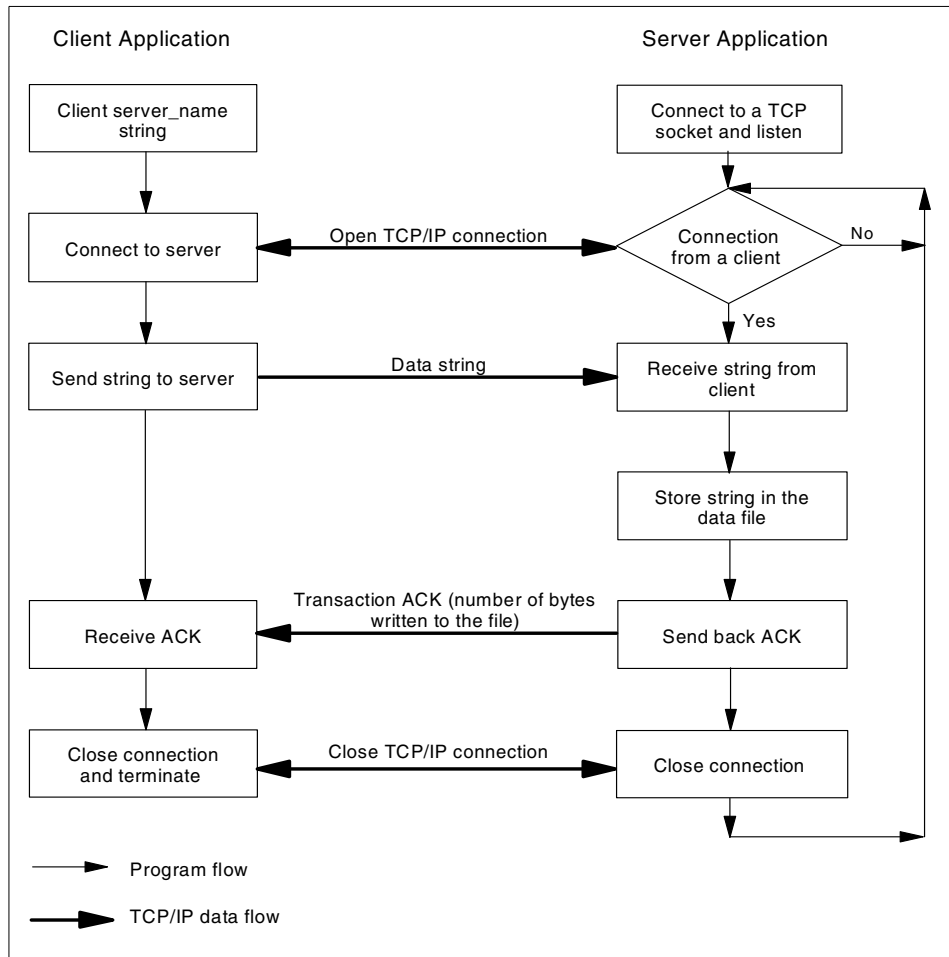 Client Application
Server Application
Client server_name
string
Connect to a TCP
socket and listen
Connect to server
Open TCP/IP connection
Connection
from a client
No
Yes
Send string to server
Data string
Receive string from
client
Store string in the
data file
Receive ACK
Transaction ACK (number of bytes
written to the file)
Send back ACK
Close connection
and terminate
Close TCP/IP connection
Close connection
Program flow
TCP/IP data flow